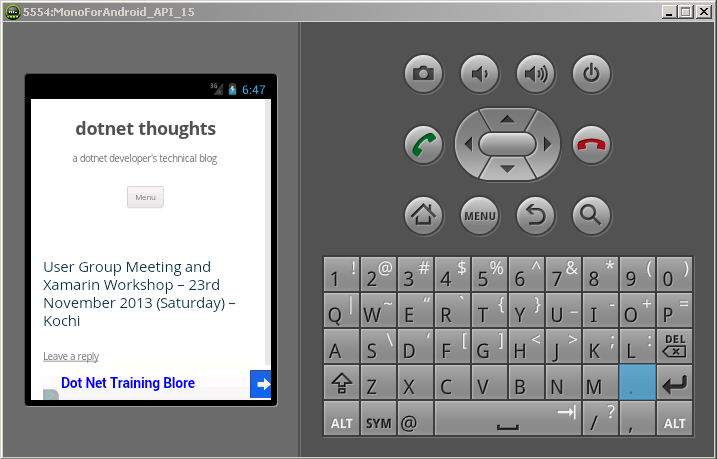 5554:MonoForAndroid_API_15
3G 6:47
dotnet thoughts
a dotnet developer's technical blog
Menu
User Group Meeting and
Xamarin Workshop – 23rd
November 2013 (Saturday) –
Kochi
Leave a reply
Dot Net Training Blore
MENU
1 ! 2 @ 3 # 4 $ 5 % 6 ^ 7 & 8 * 9 ( 0 )
Q | W ~ E “ R ` T { Y } U _ I - O + P =
A S \ D ‘ F [ G ] H < J > K ; L : DEL
Z X C V B N M .
ALT SYM @ / ? , ALT